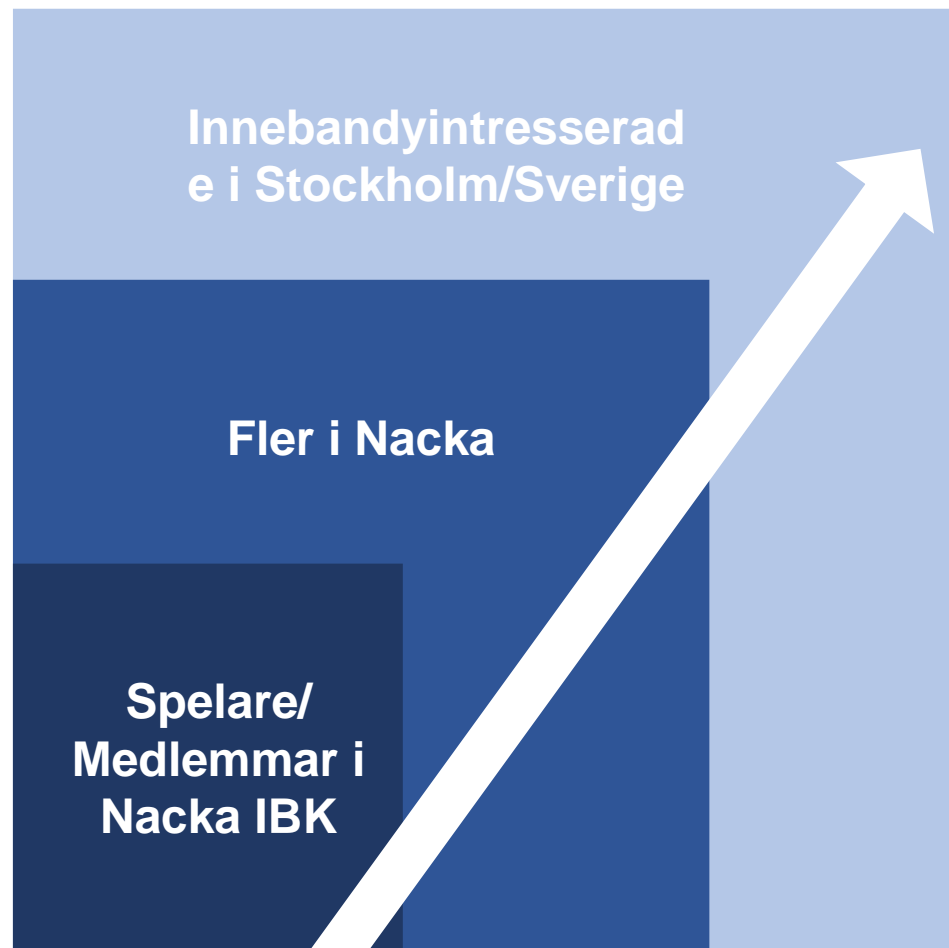 Innebandyintresserad
e i Stockholm/Sverige
Fler i Nacka
Spelare/
Medlemmar i
Nacka IBK